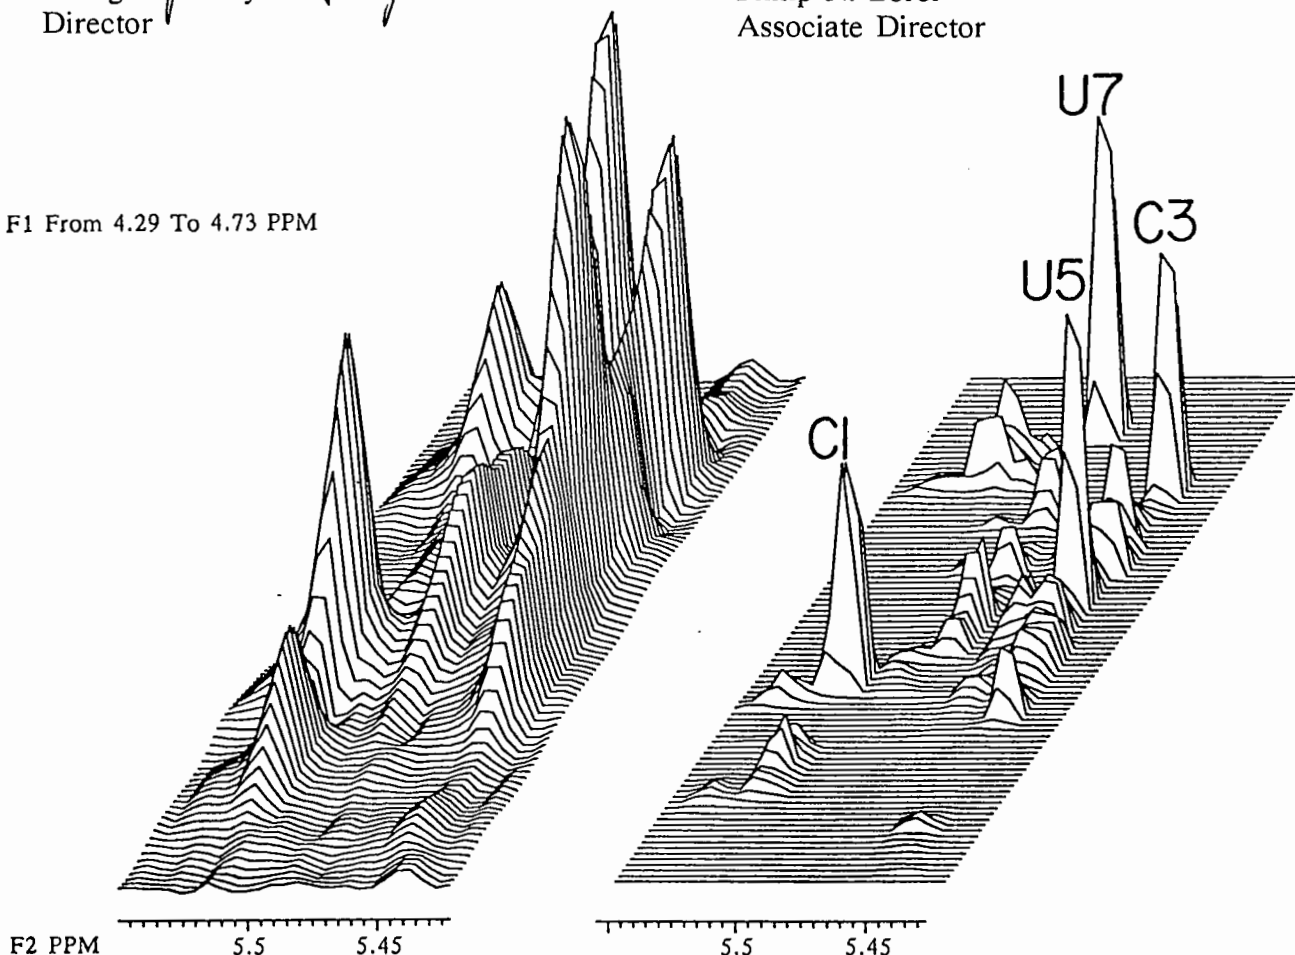 Director
Associate Director
U7
F1 From 4.29 To 4.73 PPM
C3
U5
C1
F2 PPM 5.5 5.45 5.5 5.45